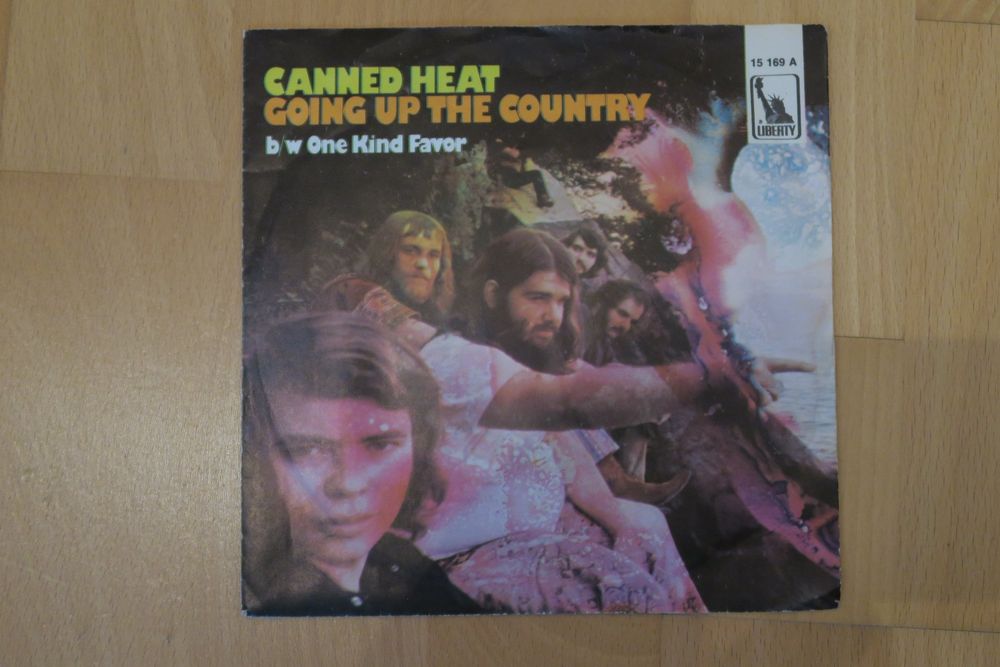 CANNED HEAT
GOING UP THE COUNTRY
b/w One Kind Favor
15 169 A
LIBERTY